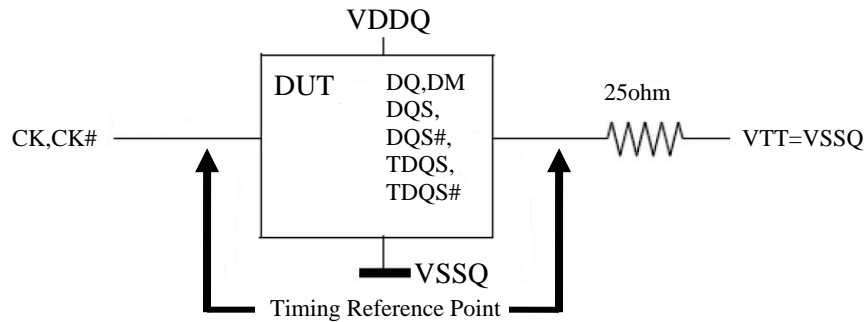 VDDQ
DUT
DQ,DM
DQS,
DQS#,
TDQS,
TDQS#
25ohm
CK,CK#
VTT=VSSQ
VSSQ
Timing Reference Point